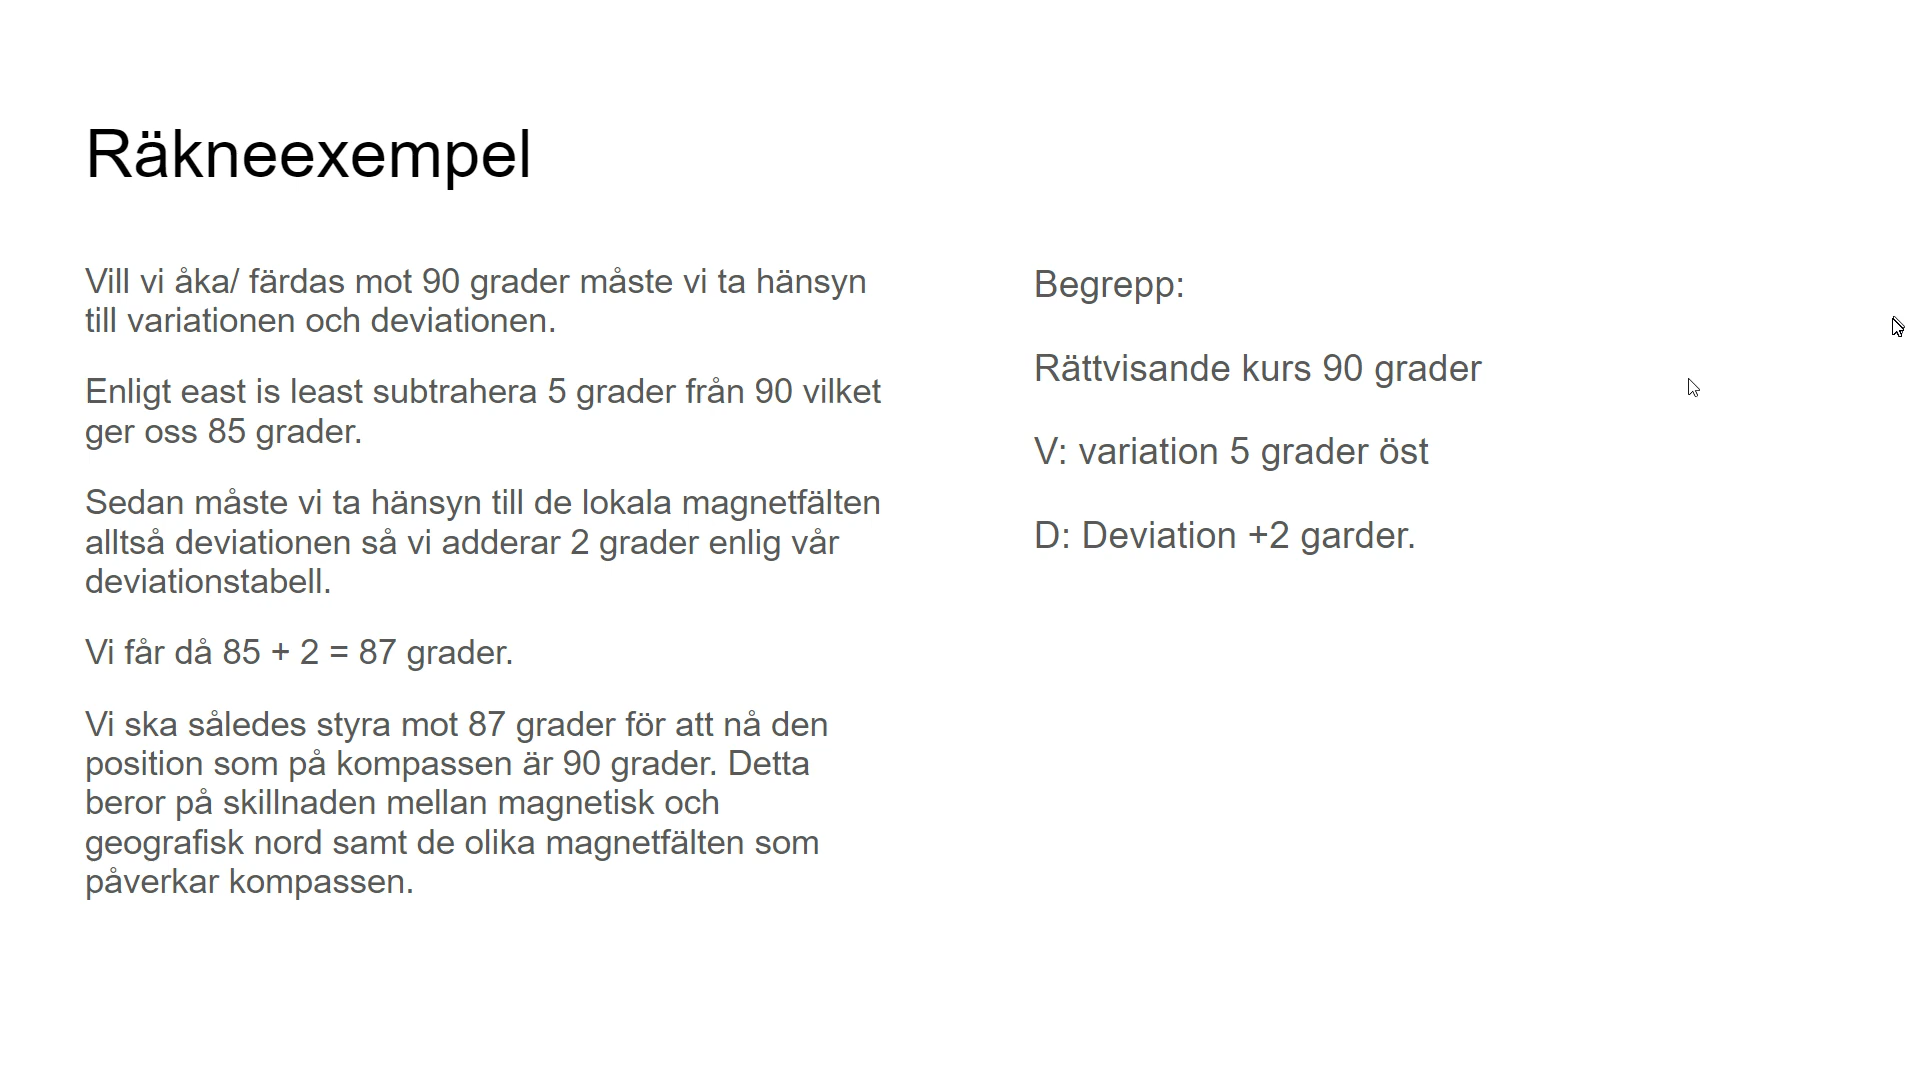 Räkneexempel
Vill vi åka/ färdas mot 90 grader måste vi ta hänsyn
till variationen och deviationen.
Enligt east is least subtrahera 5 grader från 90 vilket
ger oss 85 grader.
Sedan måste vi ta hänsyn till de lokala magnetfälten
alltså deviationen så vi adderar 2 grader enlig vår
deviationstabell.
Vi får då 85 + 2 = 87 grader.
Vi ska således styra mot 87 grader för att nå den
position som på kompassen är 90 grader. Detta
beror på skillnaden mellan magnetisk och
geografisk nord samt de olika magnetfälten som
påverkar kompassen.
Begrepp:
Rättvisande kurs 90 grader
V: variation 5 grader öst
D: Deviation +2 garder.